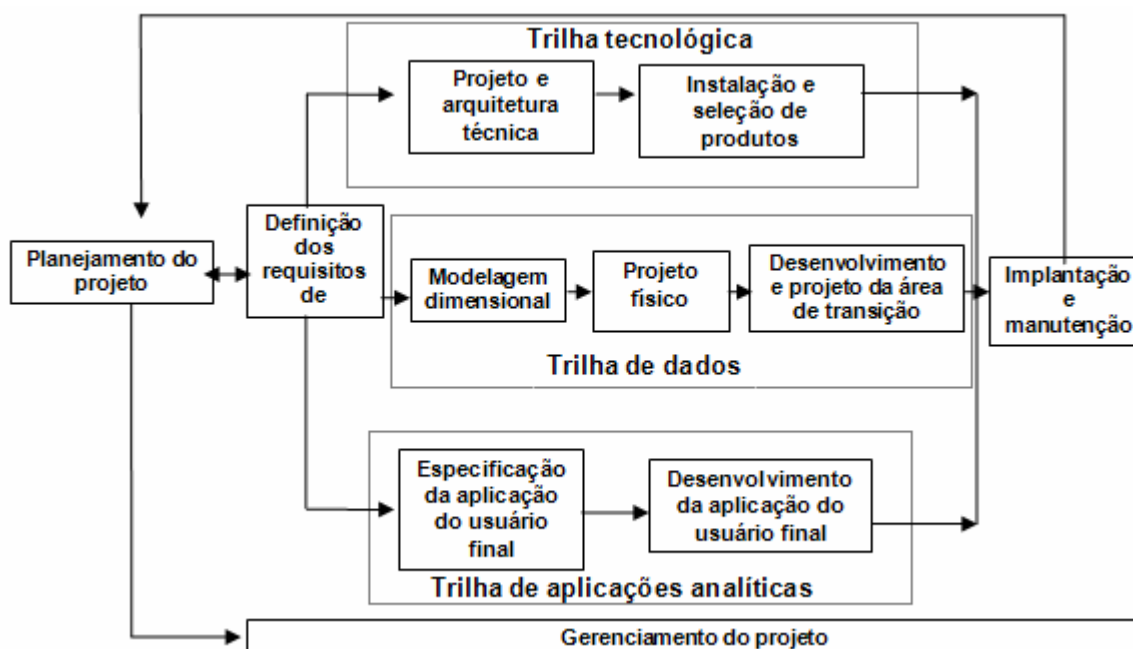 Trilha tecnológica
Projeto e
arquitetura
técnica
Instalação e
seleção de
produtos
Planejamento do
projeto
Definição
dos
requisitos
de
Modelagem
dimensional
Projeto
físico
Desenvolvimento
e projeto da área
de transição
Implantação
e
manutenção
Trilha de dados
Especificação
da aplicação
do usuário
final
Desenvolvimento
da aplicação do
usuário final
Trilha de aplicações analíticas
Gerenciamento do projeto